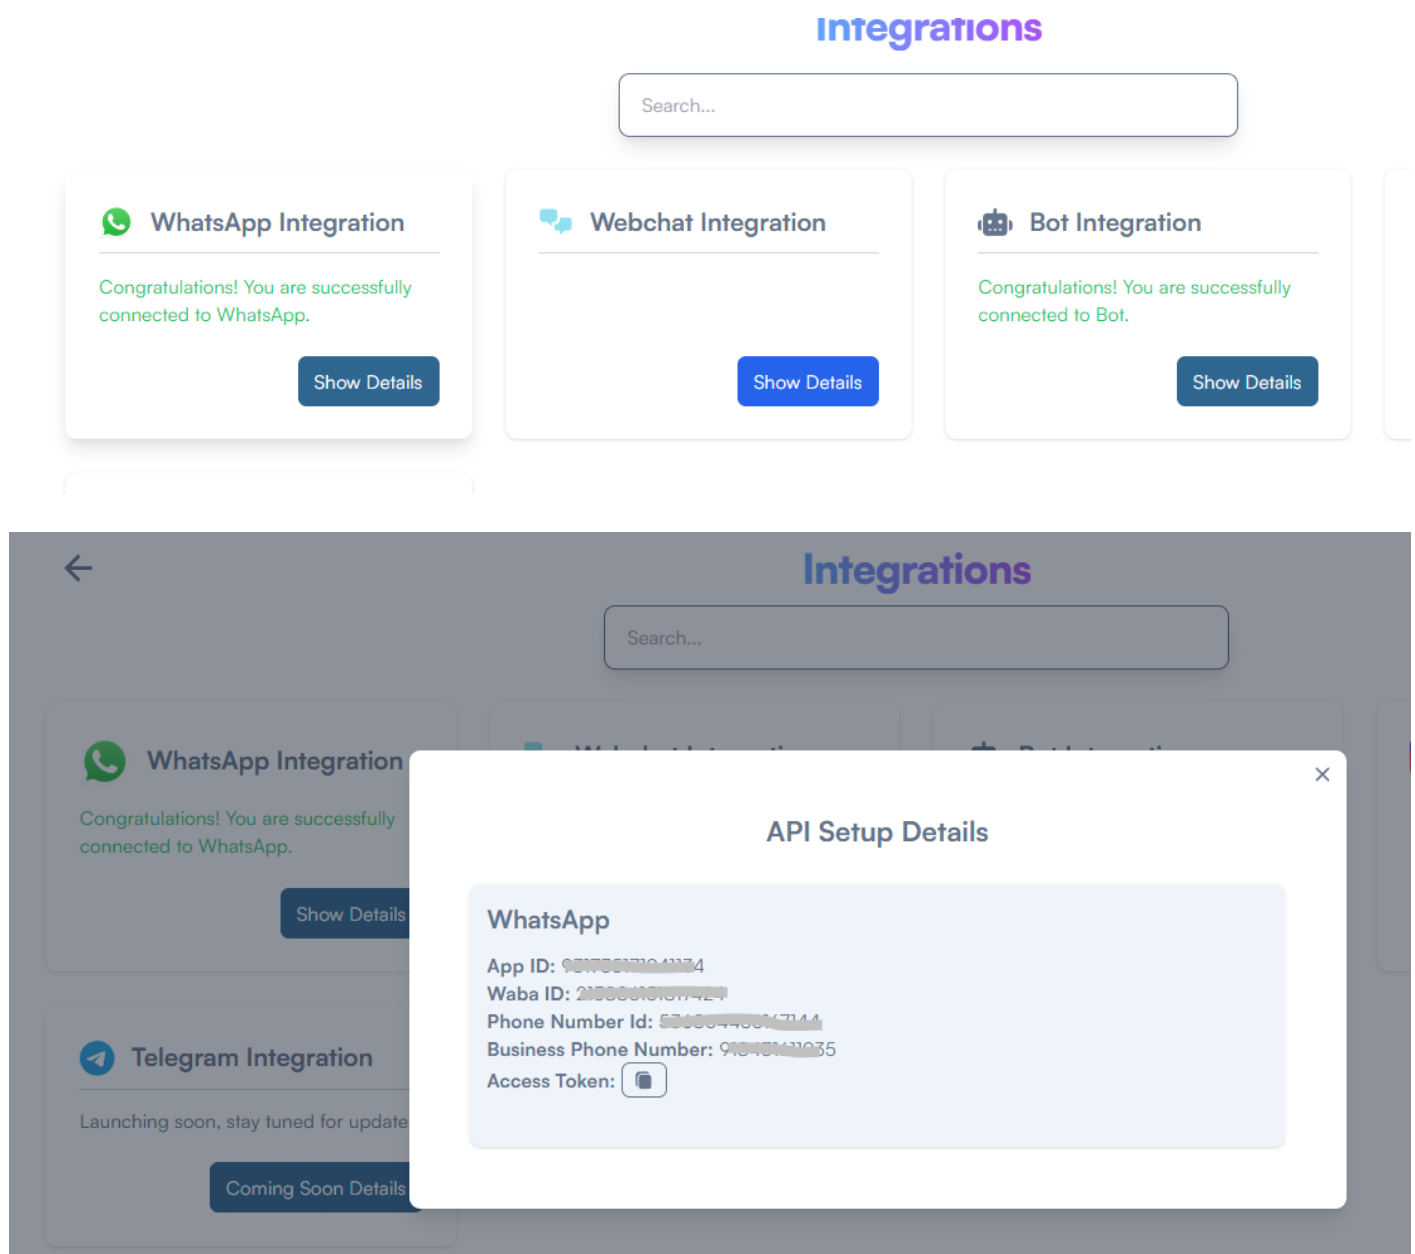 Integrations
Search...
WhatsApp Integration
Congratulations! You are successfully
connected to WhatsApp.
Show Details
Webchat Integration
Show Details
Bot Integration
Congratulations! You are successfully
connected to Bot.
Show Details
Integrations
Search...
WhatsApp Integration
Congratulations! You are successfully
connected to WhatsApp.
Show Details
Telegram Integration
Launching soon, stay tuned for update
Coming Soon Details
API Setup Details
WhatsApp
App ID:
Waba ID:
Phone Number Id:
Business Phone Number:
Access Token: